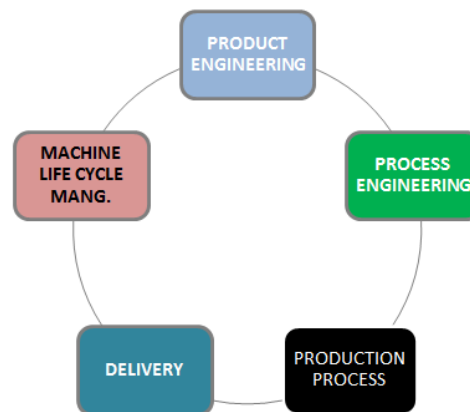 PRODUCT
ENGINEERING
PROCESS
ENGINEERING
PRODUCTION
PROCESS
DELIVERY
MACHINE
LIFE CYCLE
MANG.